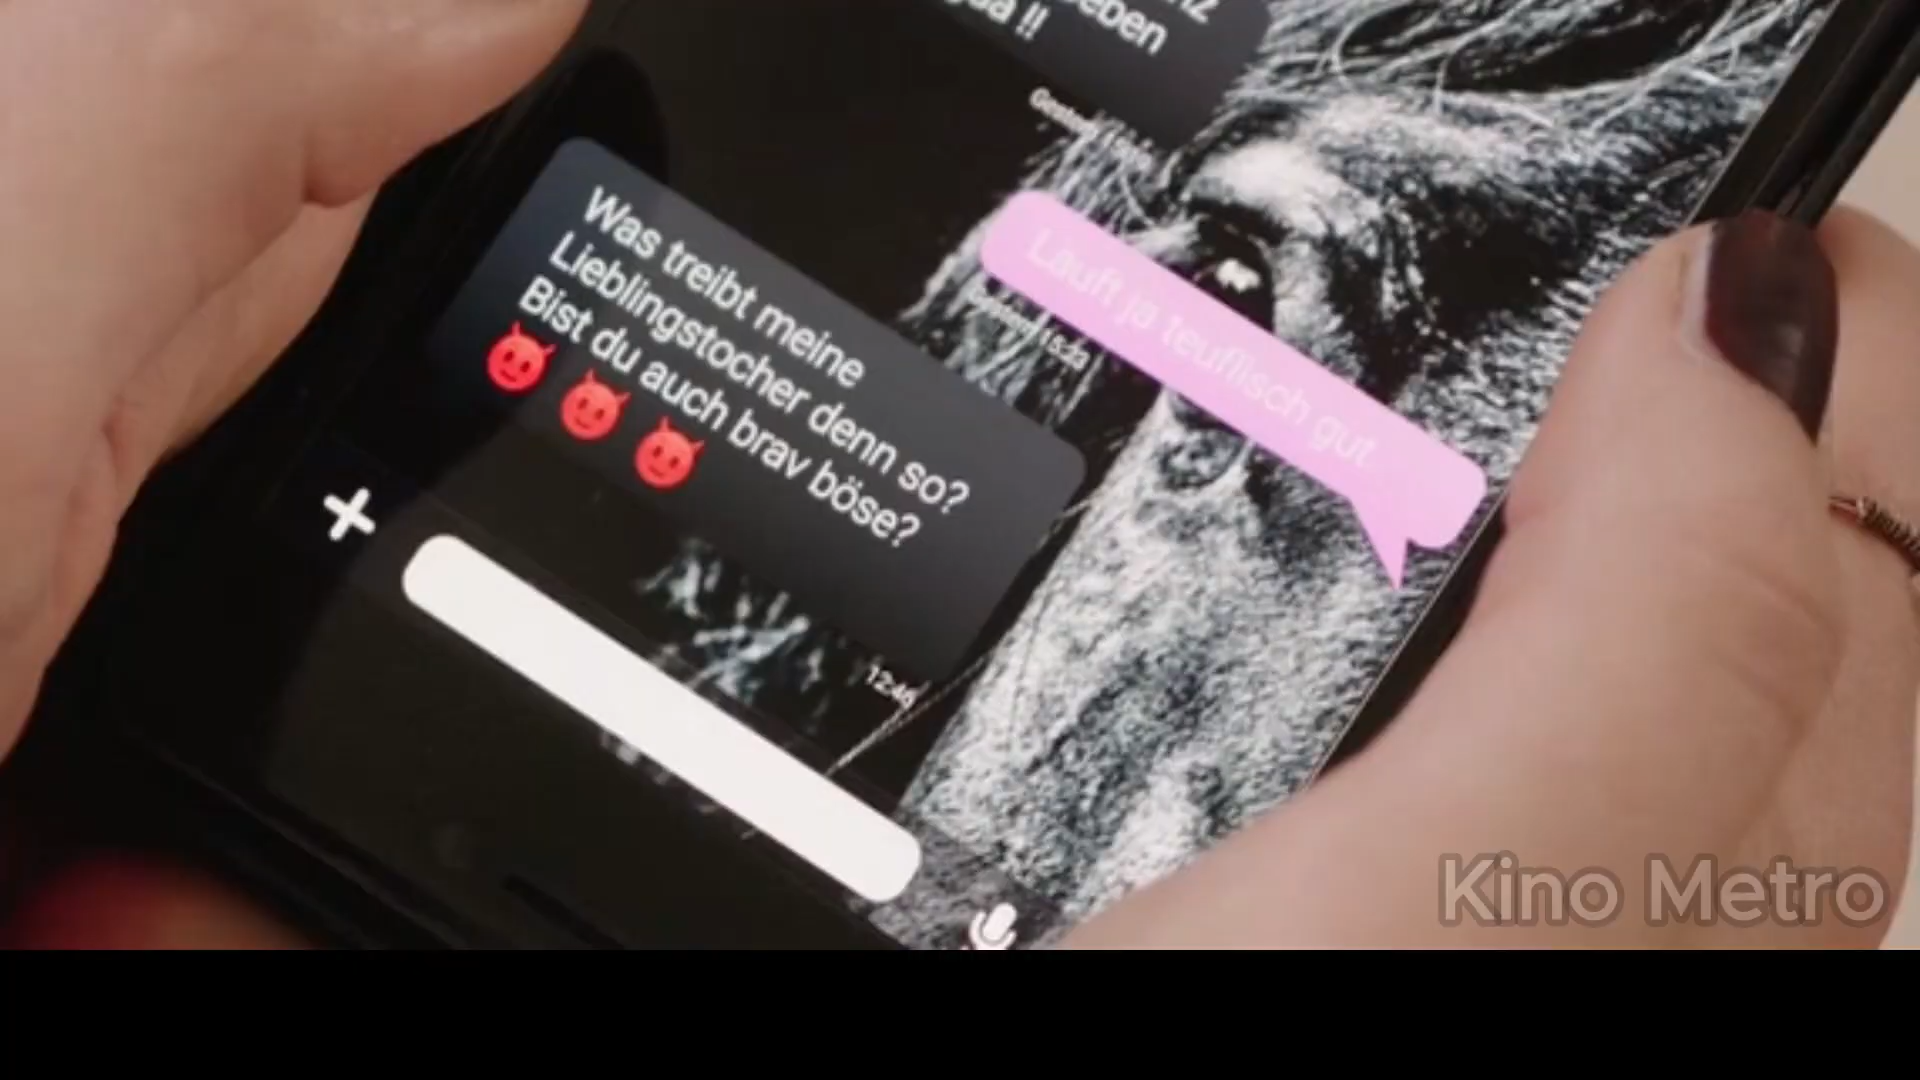 eben
!!
Lauft ja teuflisch gut
Was treibt meine
Lieblingstocher denn so?
Bist du auch brav böse?
12:46
Kino Metro